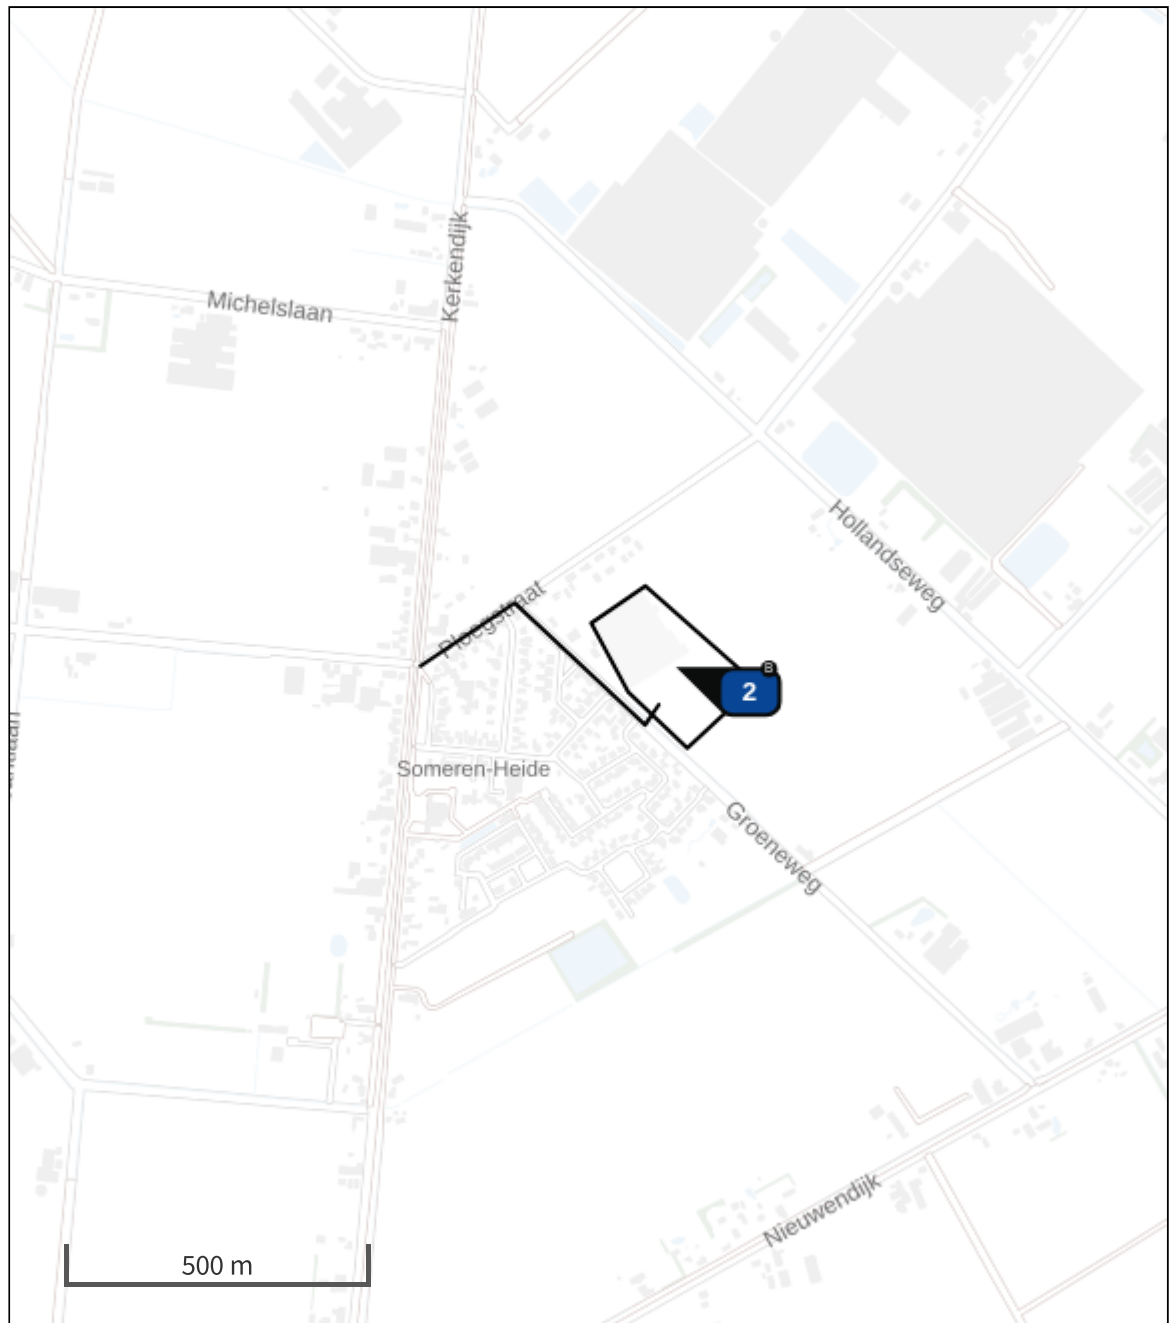 Kerkendijk
Michelslaan
Hollandseweg
Ploegstraat
B
2
Someren-Heide
Groeneweg
Nieuwendijk
500 m